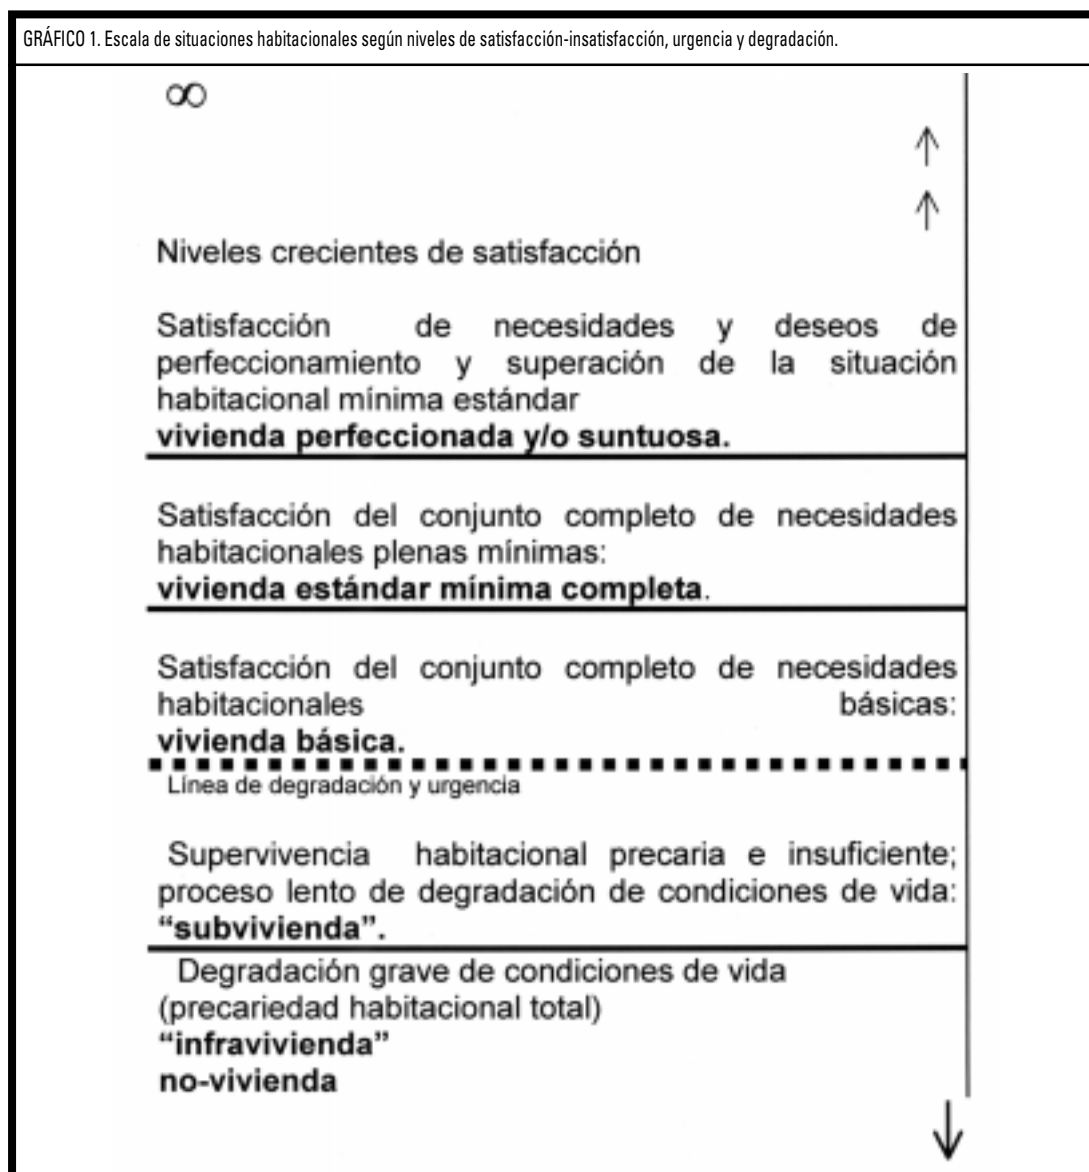 GRÁFICO 1. Escala de situaciones habitacionales según niveles de satisfacción-insatisfacción, urgencia y degradación.
∞
↑
↑
Niveles crecientes de satisfacción
Satisfacción de necesidades y deseos de
perfeccionamiento y superación de la situación
habitacional mínima estándar
vivienda perfeccionada y/o suntuosa.
Satisfacción del conjunto completo de necesidades
habitacionales plenas mínimas:
vivienda estándar mínima completa.
Satisfacción del conjunto completo de necesidades
habitacionales básicas:
vivienda básica.
Línea de degradación y urgencia
Supervivencia habitacional precaria e insuficiente;
proceso lento de degradación de condiciones de vida:
“subvivienda”.
Degradación grave de condiciones de vida
(precariedad habitacional total)
“infravivienda”
no-vivienda
↓